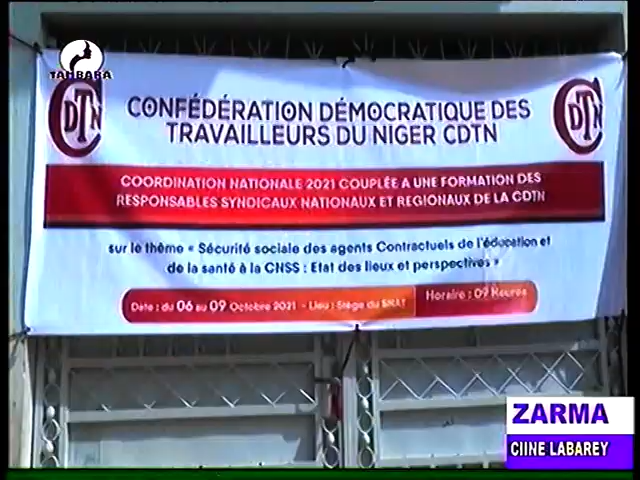 TAMBARA
CDTN
CONFÉDÉRATION DÉMOCRATIQUE DES
TRAVAILLEURS DU NIGER CDTN
CDTN
COORDINATION NATIONALE 2021 COUPLÉE A UNE FORMATION DES
RESPONSABLES SYNDICAUX NATIONAUX ET REGIONAUX DE LA CDTN
sur le thème « Sécurité sociale des agents Contractuels de l'éducation et
de la santé à la CNSS : Etat des lieux et perspectives »
Date : du 06 au 09 Octobre 2021 - Lieu : Siège du
Horaire : 09 Heures
ZARMA
CIINE LABAREY